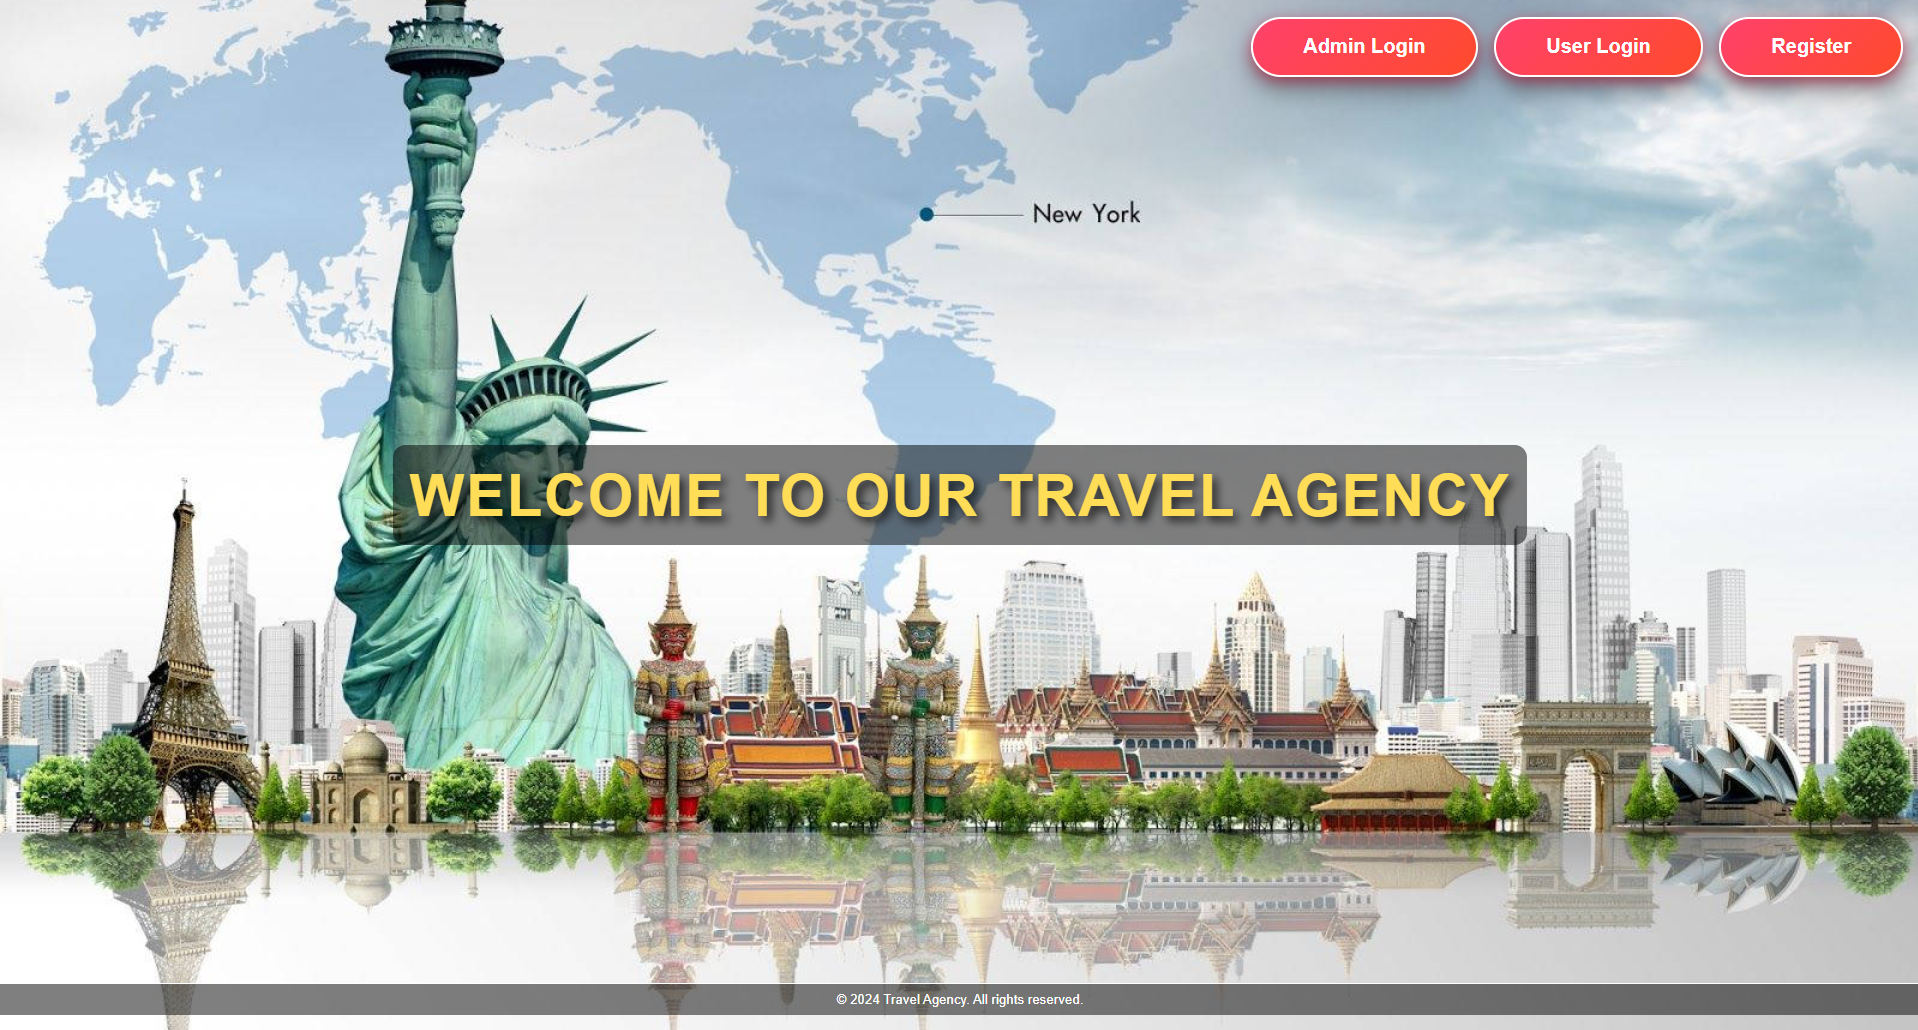 Admin Login
User Login
Register
New York
WELCOME TO OUR TRAVEL AGENCY
© 2024 Travel Agency. All rights reserved.